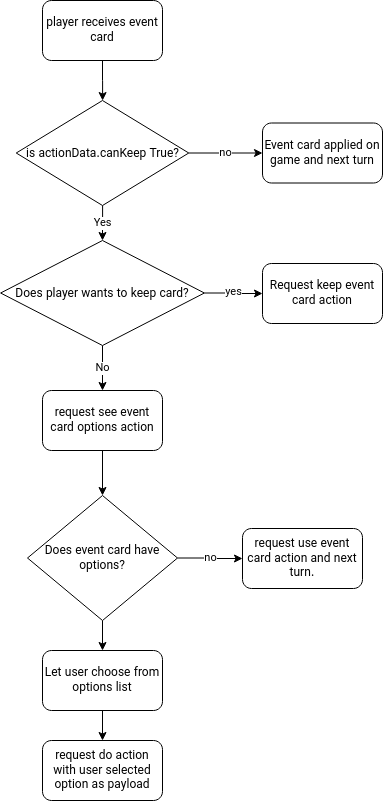 player receives event
card
is actionData.canKeep True?
no
Event card applied on
game and next turn
Yes
Does player wants to keep card?
yes
Request keep event
card action
No
request see event
card options action
Does event card have
options?
no
request use event
card action and next
turn.
Let user choose from
options list
request do action
with user selected
option as payload